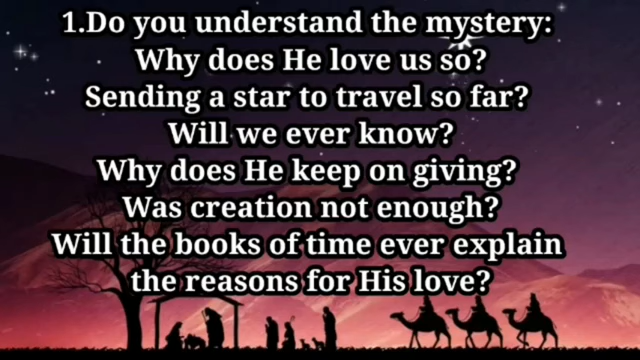 1.Do you understand the mystery:
Why does He love us so?
Sending a star to travel so far?
Will we ever know?
Why does He keep on giving?
Was creation not enough?
Will the books of time ever explain
the reasons for His love?